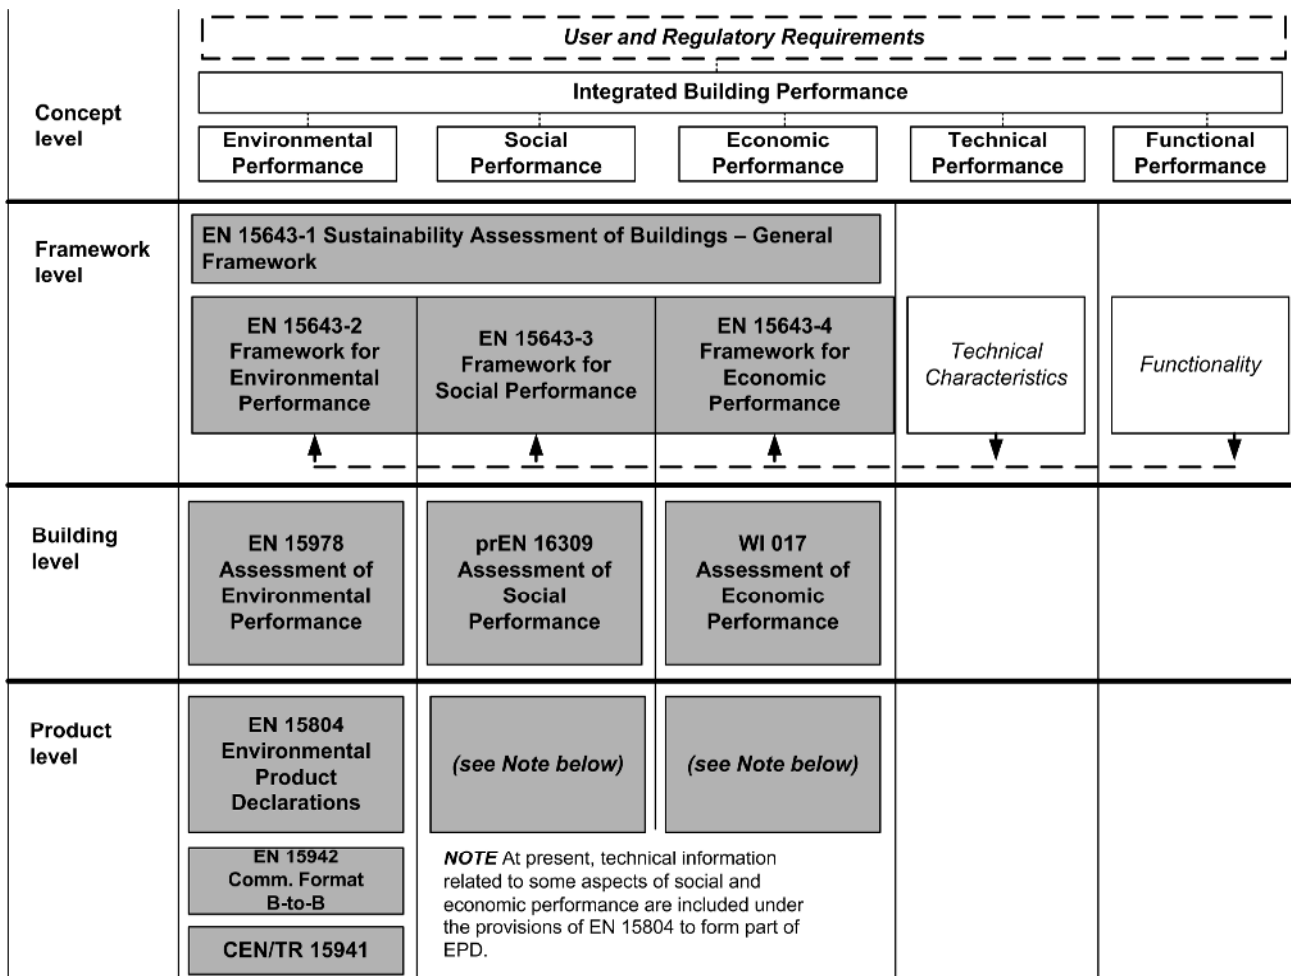 User and Regulatory Requirements
Integrated Building Performance
Concept
level
Environmental
Performance
Social
Performance
Economic
Performance
Technical
Performance
Functional
Performance
Framework
level
EN 15643-1 Sustainability Assessment of Buildings – General
Framework
EN 15643-2
Framework for
Environmental
Performance
EN 15643-3
Framework for
Social Performance
EN 15643-4
Framework for
Economic
Performance
Technical
Characteristics
Functionality
Building
level
EN 15978
Assessment of
Environmental
Performance
prEN 16309
Assessment of
Social
Performance
WI 017
Assessment of
Economic
Performance
Product
level
EN 15804
Environmental
Product
Declarations
(see Note below)
(see Note below)
EN 15942
Comm. Format
B-to-B
CEN/TR 15941
NOTE At present, technical information
related to some aspects of social and
economic performance are included under
the provisions of EN 15804 to form part of
EPD.